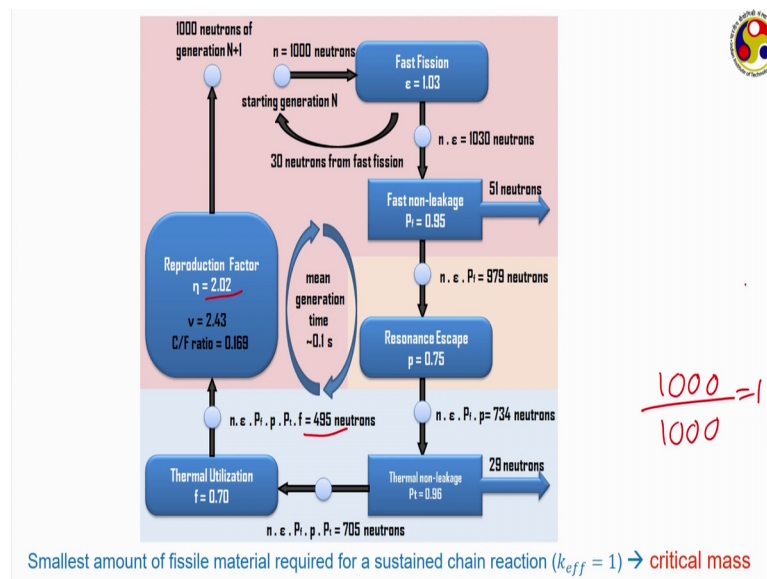 1000 neutrons of
generation N+1
n = 1000 neutrons
starting generation N
Fast Fission
ε = 1.03
30 neutrons from fast fission
n . ε = 1030 neutrons
Fast non-leakage
Pf = 0.95
51 neutrons
n . ε . Pf = 979 neutrons
Resonance Escape
p = 0.75
n . ε . Pf . p= 734 neutrons
Thermal non-leakage
Pt = 0.96
29 neutrons
n . ε . Pf . p . Pt = 705 neutrons
Thermal Utilization
f = 0.70
n . ε . Pf . p . Pt . f = 495 neutrons
Reproduction Factor
η = 2.02
ν = 2.43
C/F ratio = 0.169
mean
generation
time
~0.1 s
1000
1000
=1
Smallest amount of fissile material required for a sustained chain reaction (keff = 1) → critical mass